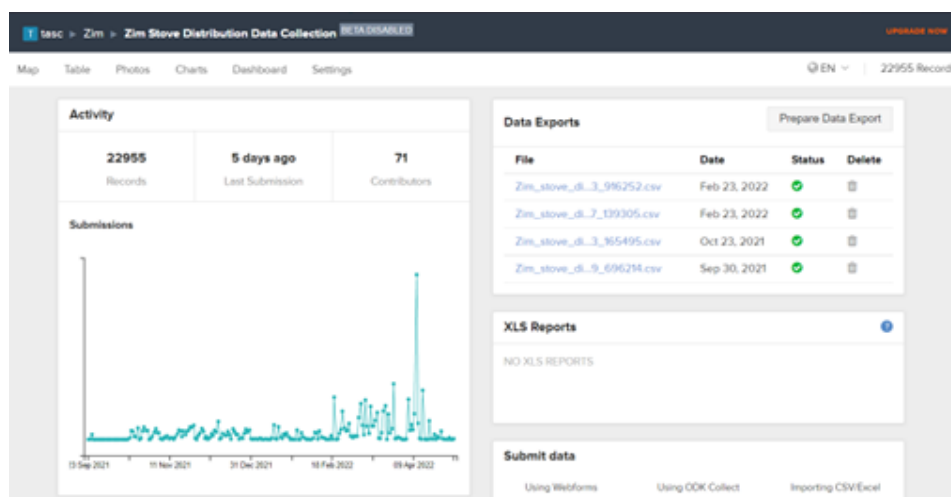 T tasc ▸ Zim ▸ Zim Stove Distribution Data Collection BETA DISABLED UPGRADE NOW
Map Table Photos Charts Dashboard Settings EN 22955 Record
Activity
22955 5 days ago 71
Records Last Submission Contributors
Submissions
11 Nov 2021 31 Dec 2021 18 Feb 2022 09 Apr 2022
Data Exports Prepare Data Export
File Date Status Delete
Zim_stove_di...3_916252.csv Feb 23, 2022
Zim_stove_di...7_139305.csv Feb 23, 2022
Zim_stove_di...3_165495.csv Oct 23, 2021
Zim_stove_di...9_696214.csv Sep 30, 2021
XLS Reports ?
NO XLS REPORTS
Submit data
Using Webforms Using ODK Collect Importing CSV/Excel